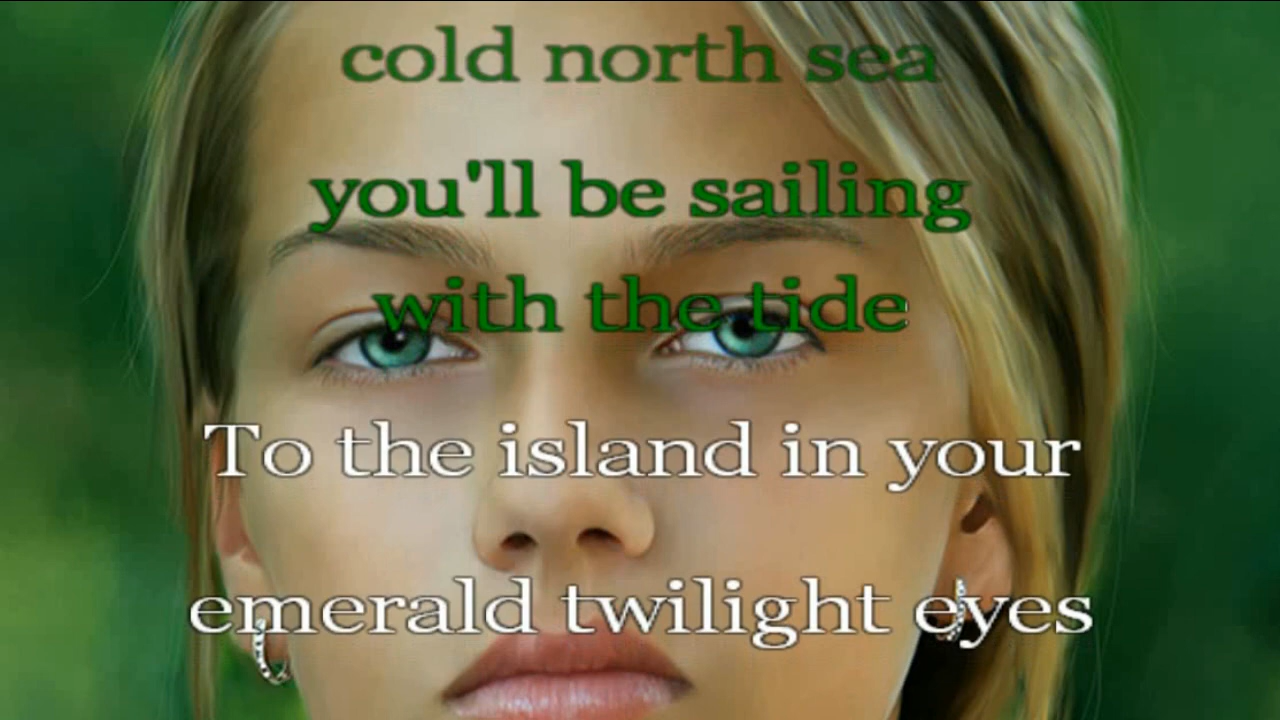 cold north sea
you'll be sailing
with the tide
To the island in your
emerald twilight eyes